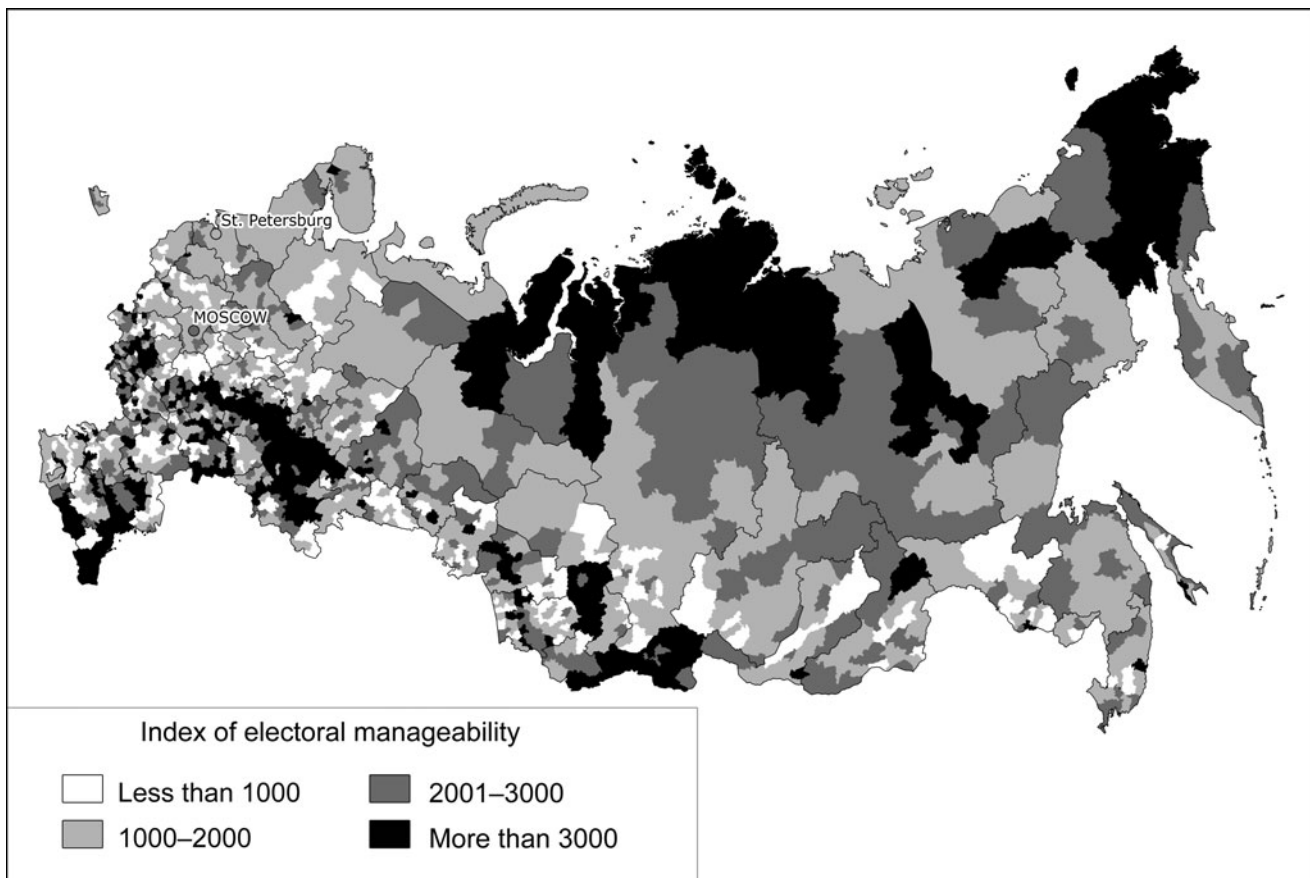 St. Petersburg
MOSCOW
Index of electoral manageability
Less than 1000
2001–3000
1000–2000
More than 3000